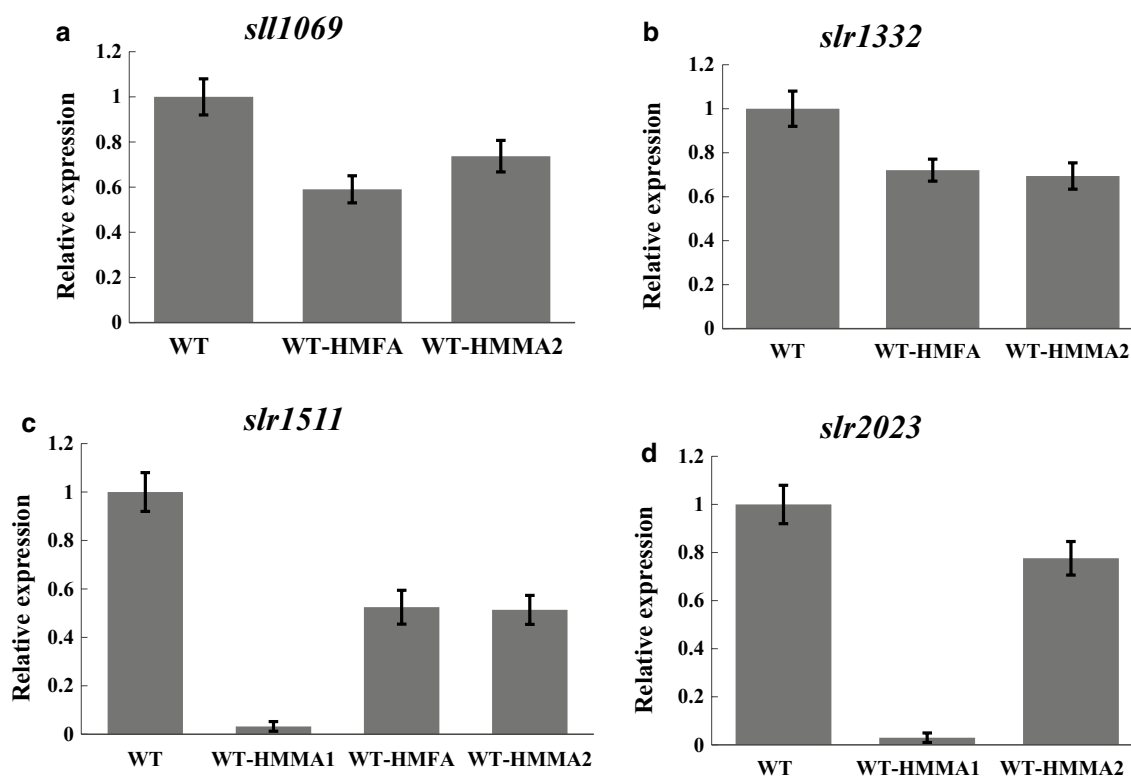 a
sll1069
1.2
1
0.8
0.6
0.4
0.2
0
Relative expression
WT WT-HMFA WT-HMMA2
b
slr1332
1.2
1
0.8
0.6
0.4
0.2
0
Relative expression
WT WT-HMFA WT-HMMA2
c
slr1511
1.2
1
0.8
0.6
0.4
0.2
0
Relative expression
WT WT-HMMA1 WT-HMFA WT-HMMA2
d
slr2023
1.2
1
0.8
0.6
0.4
0.2
0
Relative expression
WT WT-HMMA1 WT-HMMA2